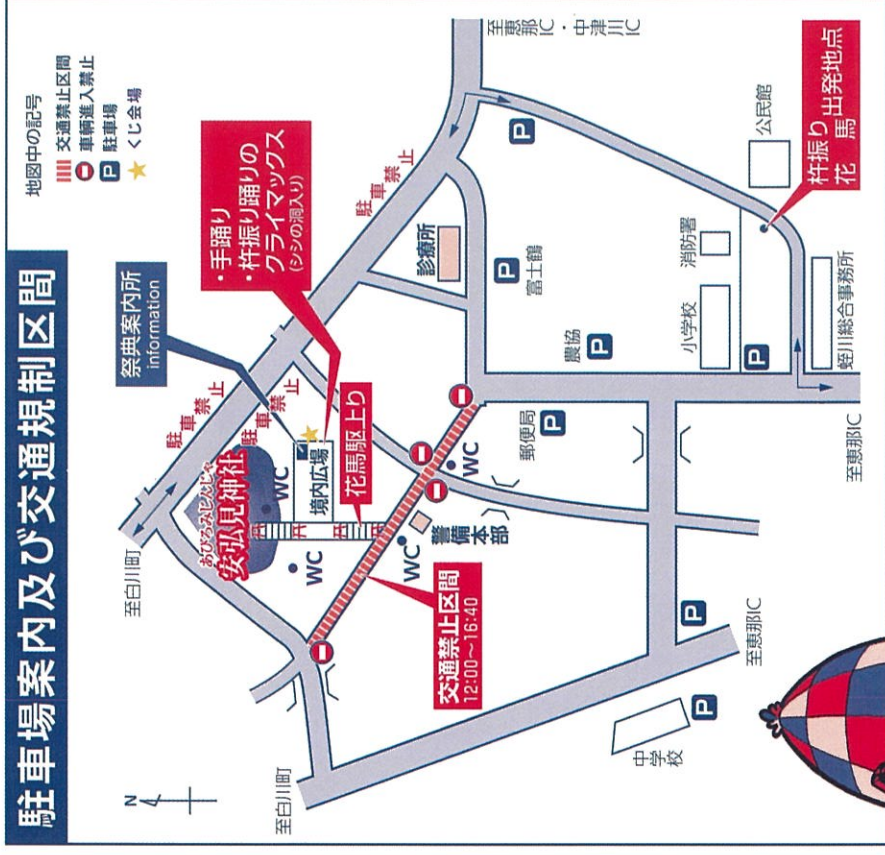 駐車場案内及び交通規制区間
地図中の記号
交通禁止区間
車輌進入禁止
P 駐車場
くじ会場
N
至白川町
至白川町
祭典案内所
information
・手踊り
・杵振り踊りの
クライマックス
(シシの洞入り)
駐車禁止
駐車禁止
駐車禁止
あびろみじんじゃ
安弘見神社
WC
WC
境内広場
花馬駆上り
WC
WC
警備本部
交通禁止区間
12:00～16:40
診療所
P
富士鶴
P
農協
P
郵便局
P
小学校
消防署
公民館
P
杵振り
花馬
出発地点
蛭川総合事務所
P
中学校
P
至恵那IC
至恵那IC
至恵那IC・中津川IC